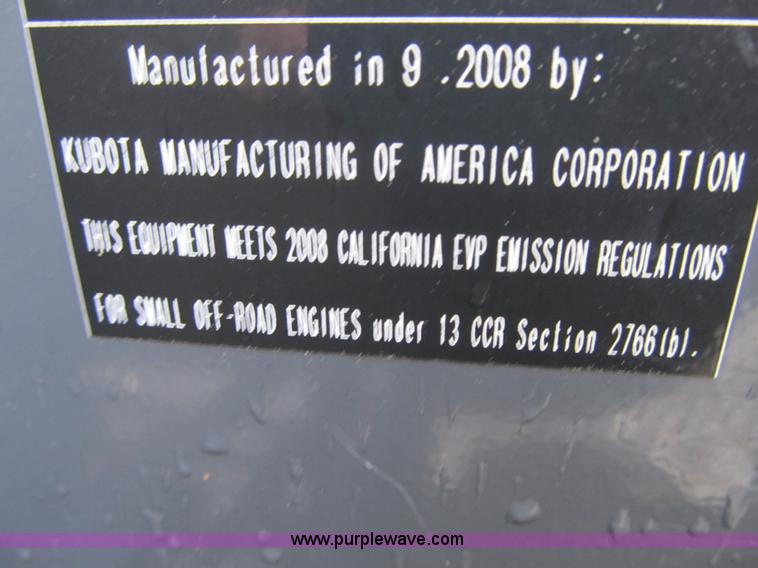 Manufactured in 9 .2008 by:
KUBOTA MANUFACTURING OF AMERICA CORPORATION
THIS EQUIPMENT MEETS 2008 CALIFORNIA EVP EMISSION REGULATIONS
FOR SMALL OFF-ROAD ENGINES under 13 CCR Section 2766(b).
www.purplewave.com